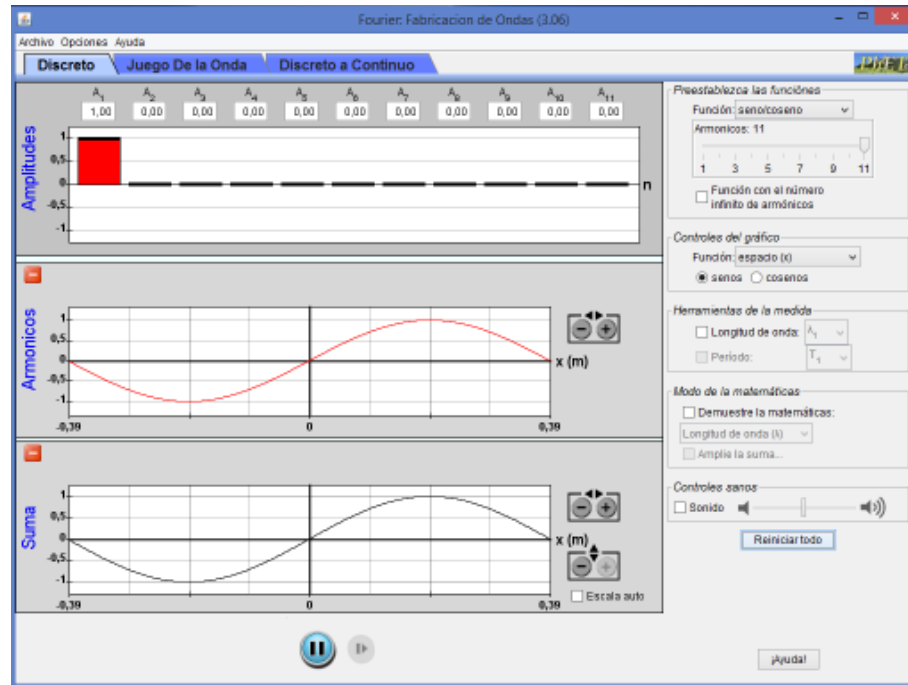 Fourier: Fabricacion de Ondas (3.06)
Archivo Opciones Ayuda
Discreto Juego De la Onda Discreto a Continuo
A1 A2 A3 A4 A5 A6 A7 A8 A9 A10 A11
1,00 0,00 0,00 0,00 0,00 0,00 0,00 0,00 0,00 0,00 0,00
Amplitudes
1
0,5
0
-0,5
-1
n
Armonicos
1
0,5
0
-0,5
-1
x (m)
-0,39 0 0,39
Suma
1
0,5
0
-0,5
-1
x (m)
-0,39 0 0,39
Escala auto
Preestablezca las funciónes
Función: seno/coseno
Armonicos: 11
1 3 5 7 9 11
Función con el número
infinito de armónicos
Controles del gráfico
Función: espacio (x)
senos cosenos
Herramientas de la medida
Longitud de onda: λ1
Período: T1
Modo de la matemáticas
Demuestre la matemáticas:
Longitud de onda (λ)
Amplie la suma...
Controles sanos
Sonido
Reiniciar todo
¡Ayuda!